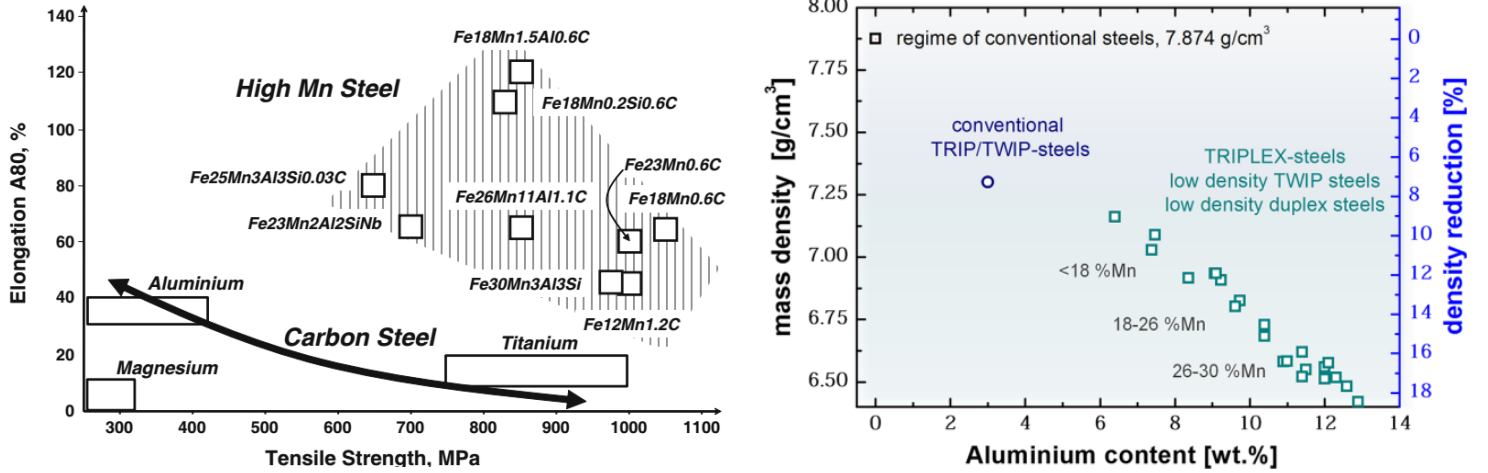 140
120
100
80
60
40
20
0
Elongation A80, %
300
400
500
600
700
800
900
1000
1100
Tensile Strength, MPa
High Mn Steel
Fe18Mn1.5Al0.6C
Fe18Mn0.2Si0.6C
Fe25Mn3Al3Si0.03C
Fe23Mn0.6C
Fe26Mn11Al1.1C
Fe18Mn0.6C
Fe23Mn2Al2SiNb
Fe30Mn3Al3Si
Fe12Mn1.2C
Aluminium
Carbon Steel
Titanium
Magnesium
8.00
7.75
7.50
7.25
7.00
6.75
6.50
mass density [g/cm³]
regime of conventional steels, 7.874 g/cm³
conventional
TRIP/TWIP-steels
TRIPLEX-steels
low density TWIP steels
low density duplex steels
<18 %Mn
18-26 %Mn
26-30 %Mn
0
2
4
6
8
10
12
14
16
18
density reduction [%]
0
2
4
6
8
10
12
14
Aluminium content [wt.%]